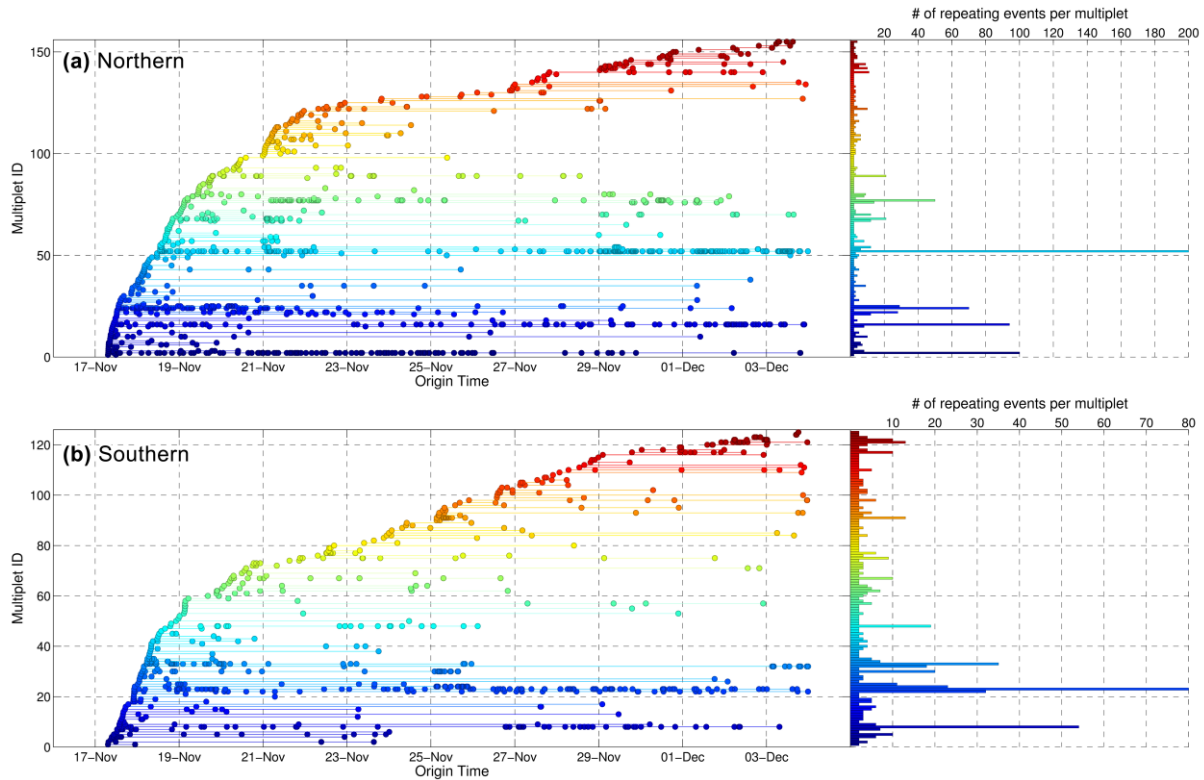 # of repeating events per multiplet
20 40 60 80 100 120 140 160 180 200
(a) Northern
150
100
50
0
Multiplet ID
17-Nov 19-Nov 21-Nov 23-Nov 25-Nov 27-Nov 29-Nov 01-Dec 03-Dec
Origin Time
# of repeating events per multiplet
10 20 30 40 50 60 70 80
(b) Southern
120
100
80
60
40
20
0
Multiplet ID
17-Nov 19-Nov 21-Nov 23-Nov 25-Nov 27-Nov 29-Nov 01-Dec 03-Dec
Origin Time